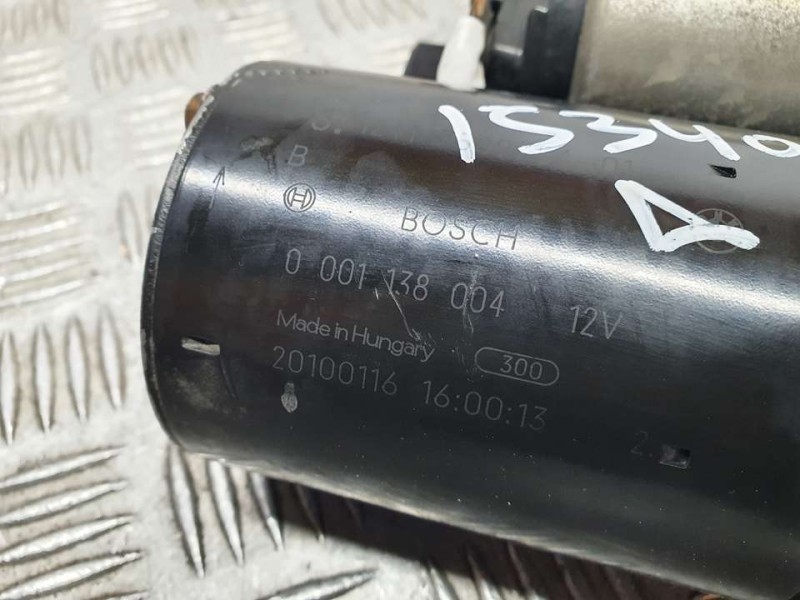 15340
B
BOSCH
0 001 138 004 12V
Made in Hungary 300
20100116 16:00:13